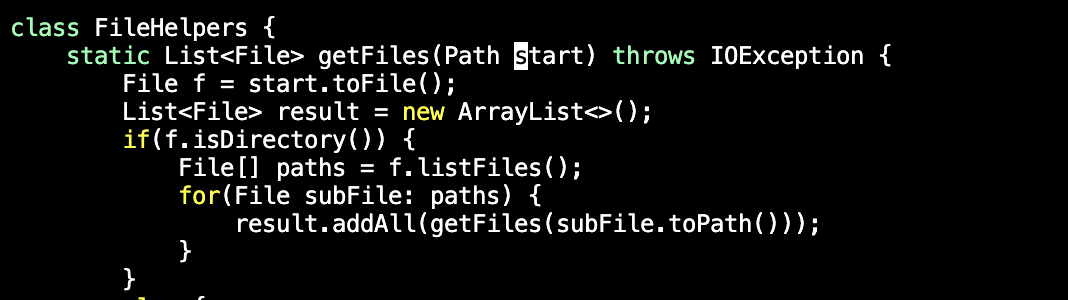 class FileHelpers {
    static List<File> getFiles(Path start) throws IOException {
        File f = start.toFile();
        List<File> result = new ArrayList<>();
        if(f.isDirectory()) {
            File[] paths = f.listFiles();
            for(File subFile: paths) {
                result.addAll(getFiles(subFile.toPath()));
            }
        }